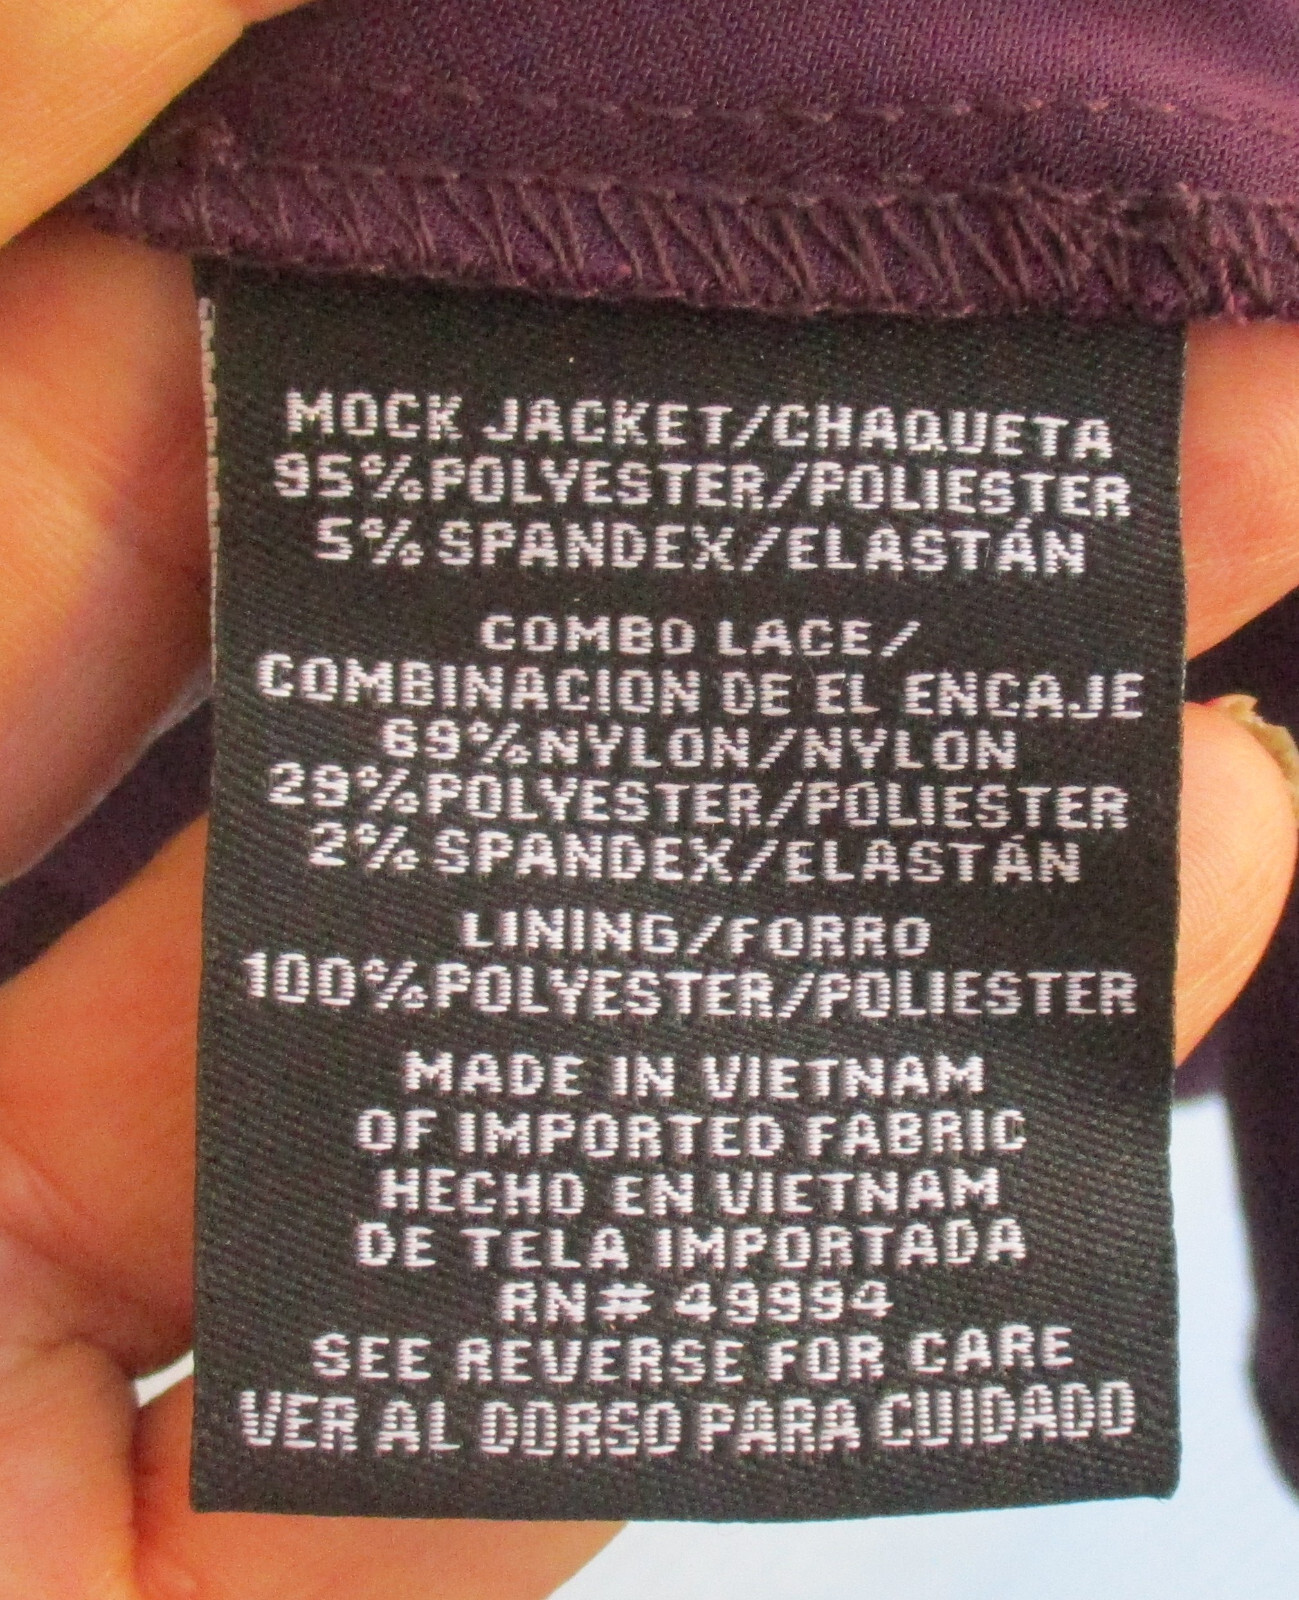 MOCK JACKET/CHAQUETA
95%POLYESTER/POLIESTER
5%SPANDEX/ELASTÁN
COMBO LACE/
COMBINACION DE EL ENCAJE
69%NYLON/NYLON
29%POLYESTER/POLIESTER
2%SPANDEX/ELASTÁN
LINING/FORRO
100%POLYESTER/POLIESTER
MADE IN VIETNAM
OF IMPORTED FABRIC
HECHO EN VIETNAM
DE TELA IMPORTADA
RN# 49994
SEE REVERSE FOR CARE
VER AL DORSO PARA CUIDADO